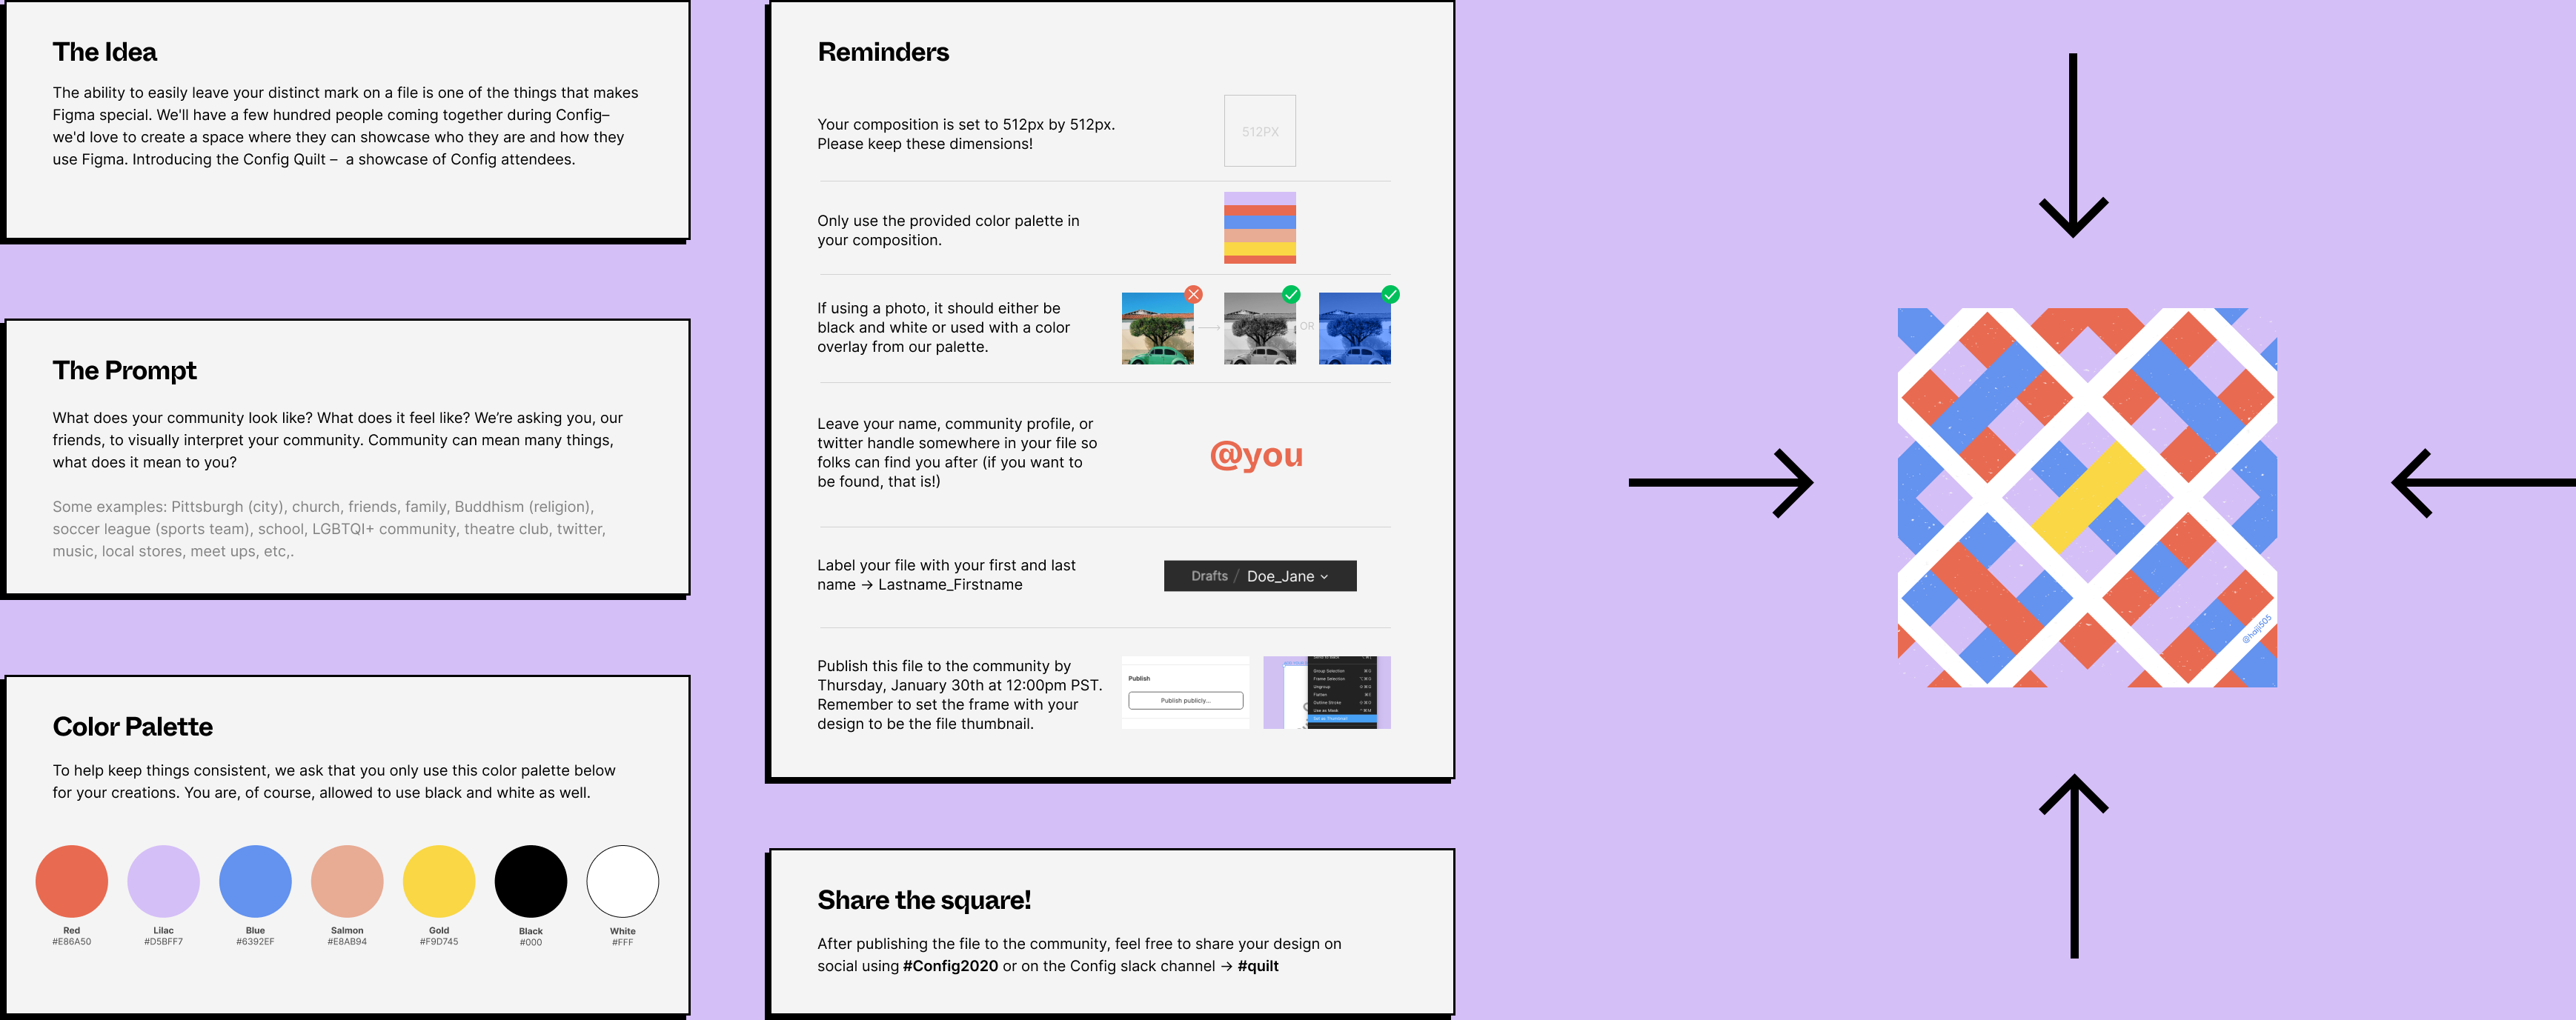 The Idea
The ability to easily leave your distinct mark on a file is one of the things that makes
Figma special. We'll have a few hundred people coming together during Config–
we'd love to create a space where they can showcase who they are and how they
use Figma. Introducing the Config Quilt –  a showcase of Config attendees.
The Prompt
What does your community look like? What does it feel like? We’re asking you, our
friends, to visually interpret your community. Community can mean many things,
what does it mean to you?
Some examples: Pittsburgh (city), church, friends, family, Buddhism (religion),
soccer league (sports team), school, LGBTQI+ community, theatre club, twitter,
music, local stores, meet ups, etc,.
Color Palette
To help keep things consistent, we ask that you only use this color palette below
for your creations. You are, of course, allowed to use black and white as well.
Red
#E86A50
Lilac
#D5BFF7
Blue
#6392EF
Salmon
#E8AB94
Gold
#F9D745
Black
#000
White
#FFF
Reminders
Your composition is set to 512px by 512px.
Please keep these dimensions!
512PX
Only use the provided color palette in
your composition.
If using a photo, it should either be
black and white or used with a color
overlay from our palette.
OR
Leave your name, community profile, or
twitter handle somewhere in your file so
folks can find you after (if you want to
be found, that is!)
@you
Label your file with your first and last
name → Lastname_Firstname
Drafts / Doe_Jane
Publish this file to the community by
Thursday, January 30th at 12:00pm PST.
Remember to set the frame with your
design to be the file thumbnail.
Publish
Publish publicly...
Group Selection
Frame Selection
Ungroup
Flatten
Outline Stroke
Use as Mask
Set as Thumbnail
Share the square!
After publishing the file to the community, feel free to share your design on
social using #Config2020 or on the Config slack channel → #quilt
@haiji505